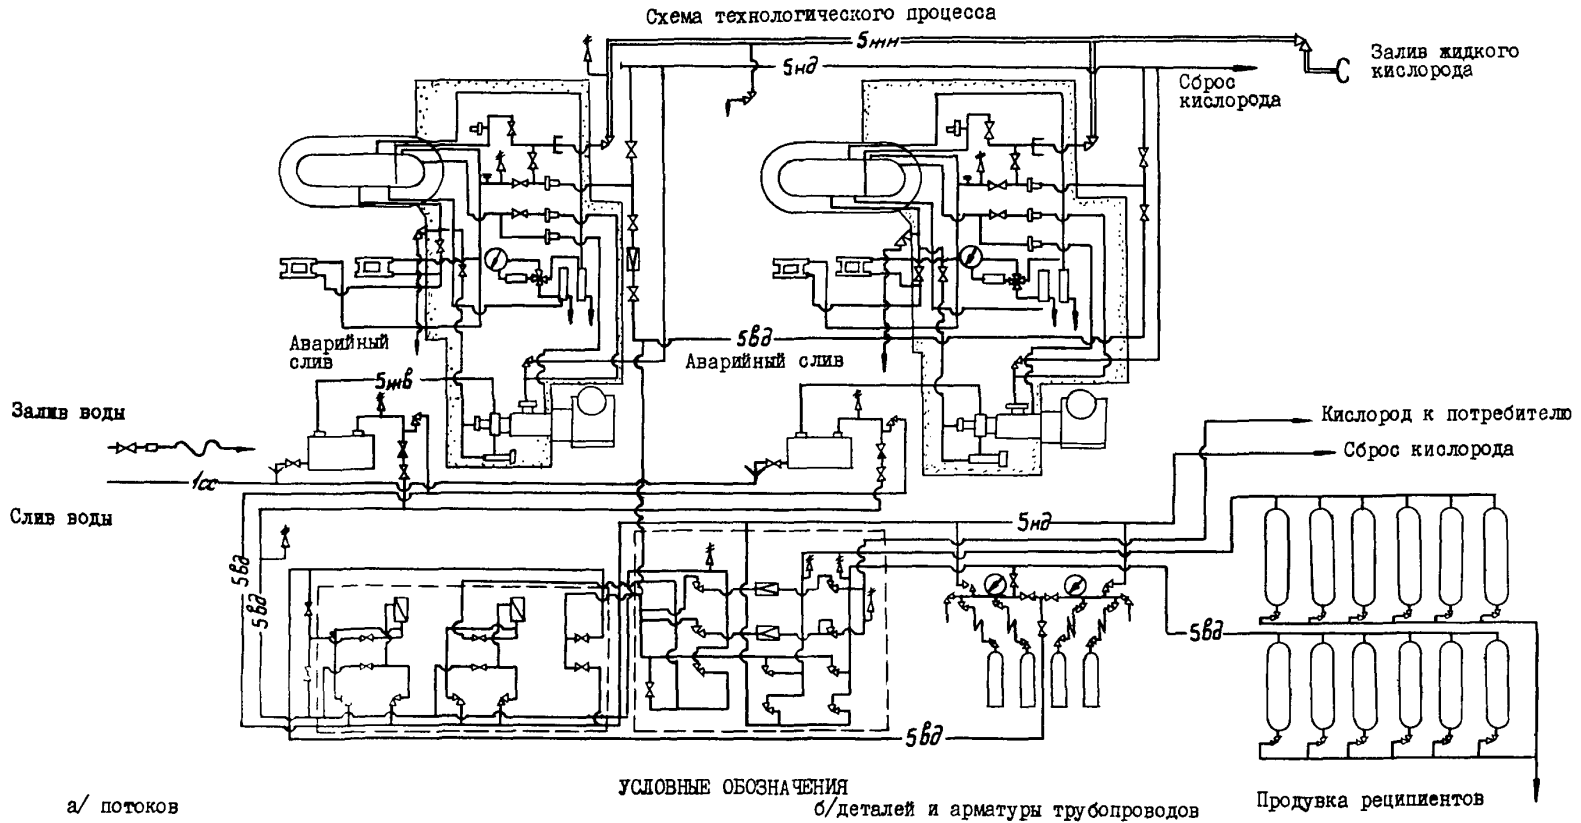 Схема технологического процесса
5жн
5нд
Залив жидкого
кислорода
Сброс
кислорода
Аварийный
слив
5вд
Аварийный слив
5жв
Залив воды
Кислород к потребителю
Сброс кислорода
1сс
Слив воды
5нд
5вд
5вд
5вд
5вд
УСЛОВНЫЕ ОБОЗНАЧЕНИЯ
а/ потоков
б/деталей и арматуры трубопроводов
Продувка реципиентов